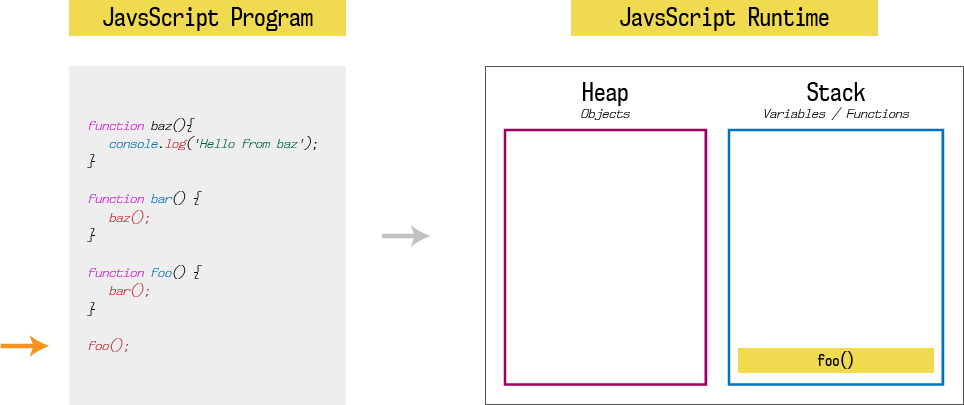 JavsScript Program
function baz(){
console.log('Hello from baz');
}
function bar() {
baz();
}
function foo() {
bar();
}
foo();
JavsScript Runtime
Heap
Objects
Stack
Variables / Functions
foo()